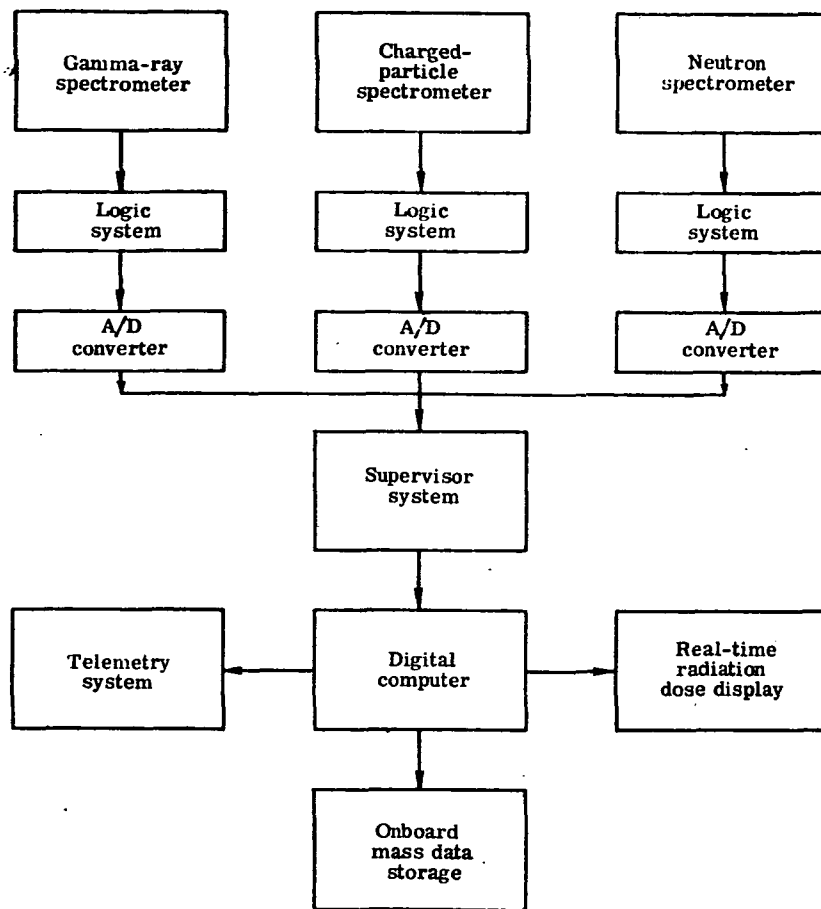 Gamma-ray
spectrometer
Charged-
particle
spectrometer
Neutron
spectrometer
Logic
system
Logic
system
Logic
system
A/D
converter
A/D
converter
A/D
converter
Supervisor
system
Telemetry
system
Digital
computer
Real-time
radiation
dose display
Onboard
mass data
storage